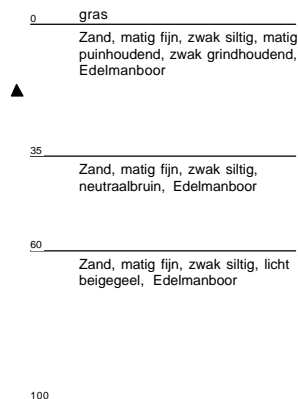 0 gras
Zand, matig fijn, zwak siltig, matig
puinhoudend, zwak grindhoudend,
Edelmanboor
35
Zand, matig fijn, zwak siltig,
neutraalbruin, Edelmanboor
60
Zand, matig fijn, zwak siltig, licht
beigegeel, Edelmanboor
100